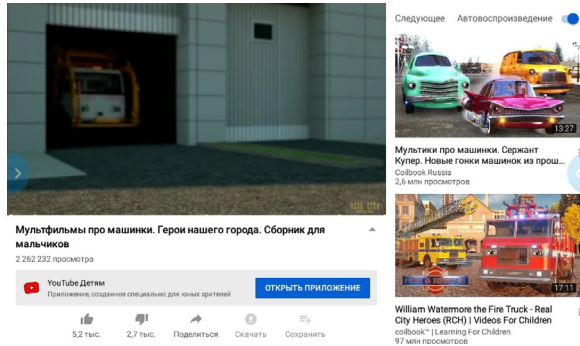 REAL CITY
Мультфильмы про машинки. Герои нашего города. Сборник для
мальчиков
2 262 232 просмотра
YouTube Детям
Приложение, созданное специально для юных зрителей
ОТКРЫТЬ ПРИЛОЖЕНИЕ
5,2 тыс.
2,7 тыс.
Поделиться
Скачать
Сохранить
Следующее
Автовоспроизведение
13:27
Мультики про машинки. Сержант
Купер. Новые гонки машинок из прош...
Coilbook Russia
2,6 млн просмотров
17:11
William Watermore the Fire Truck - Real
City Heroes (RCH) | Videos For Children
coilbook™ | Learning For Children
97 млн просмотров